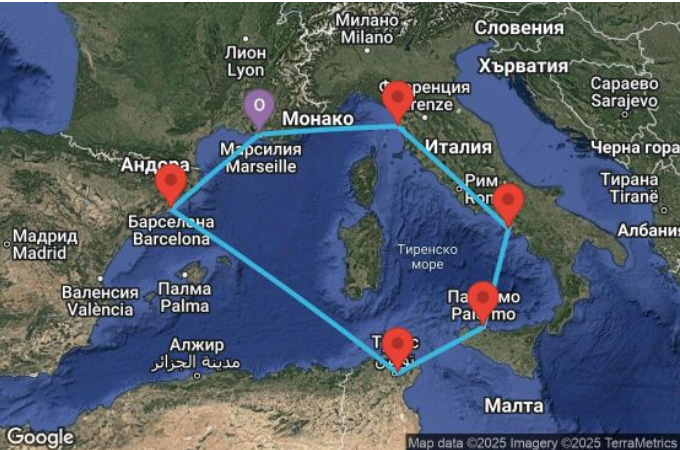 Милано
Milano
Словения
Лион
Lyon
Хърватия
Сараево
Sarajevo
Монако
Марсилия
Marseille
Италия
Черна гора
Андора
Рим
Тирана
Tiranë
Барселона
Barcelona
Албания
Мадрид
Madrid
Тиренско
море
Валенсия
València
Палма
Palma
Алжир
مدينة الجزائر
Малта
Google
Map data ©2025 Imagery ©2025 TerraMetrics
O